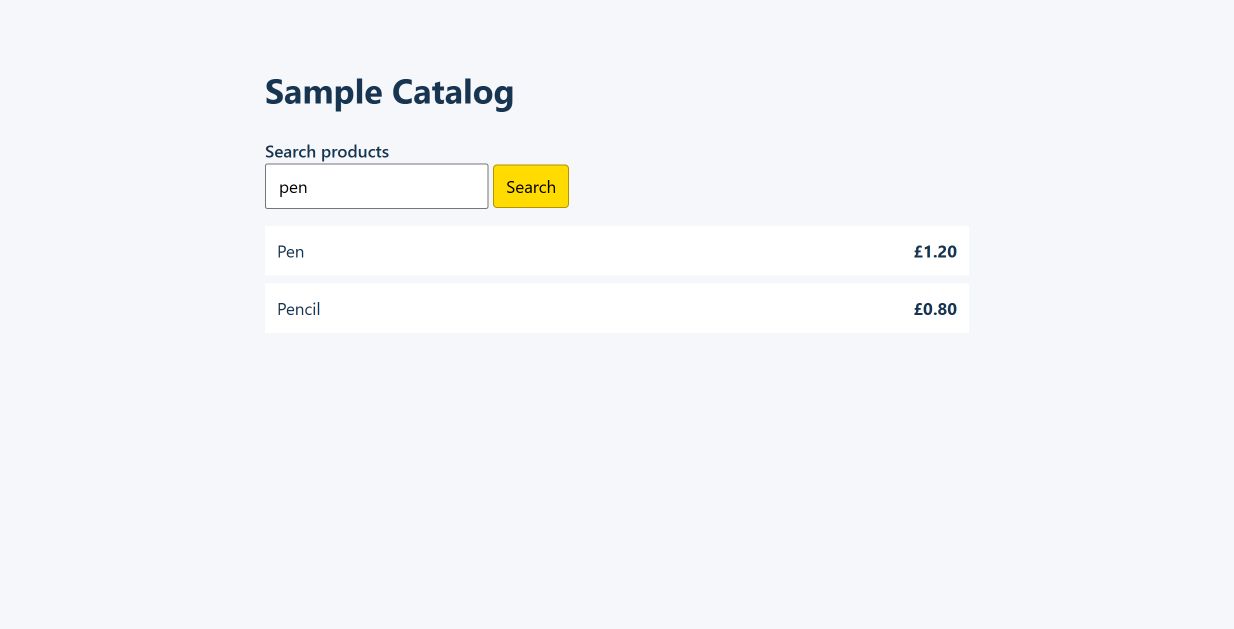 Sample Catalog
Search products
pen Search
Pen £1.20
Pencil £0.80